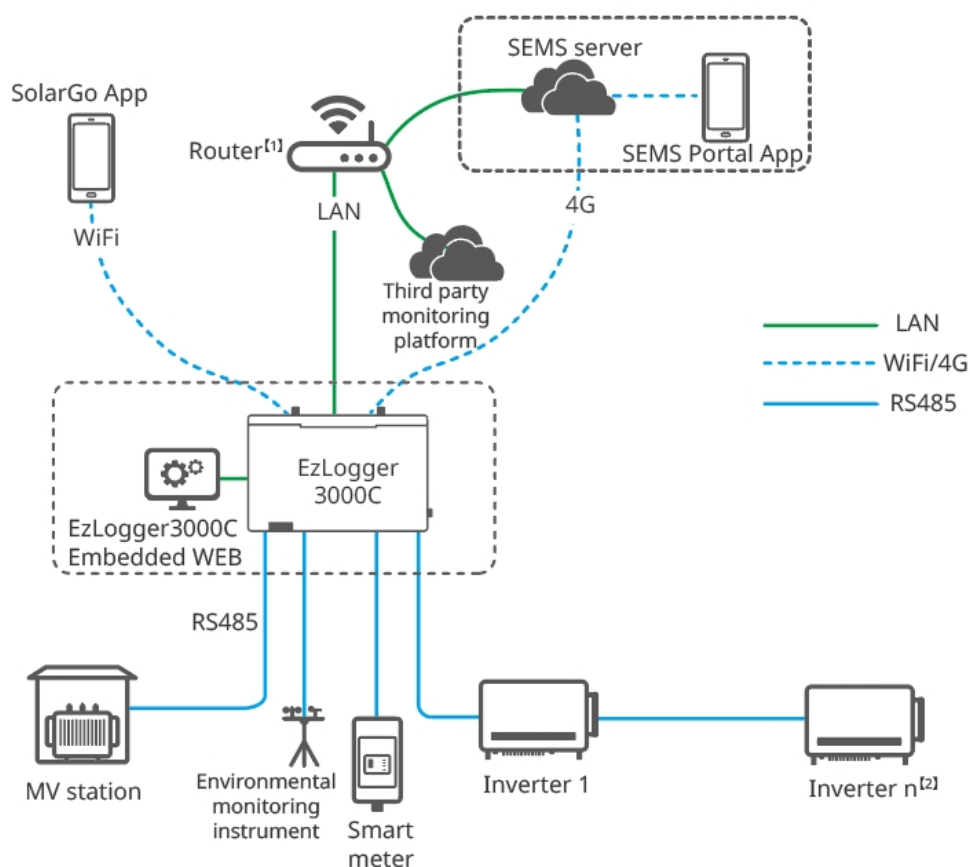 SEMS server
SolarGo App
Router【1】
SEMS Portal App
LAN
4G
WiFi
Third party
monitoring
platform
LAN
WiFi/4G
RS485
EzLogger
3000C
EzLogger3000C
Embedded WEB
RS485
MV station
Environmental
monitoring
instrument
Smart
meter
Inverter 1
Inverter n【2】